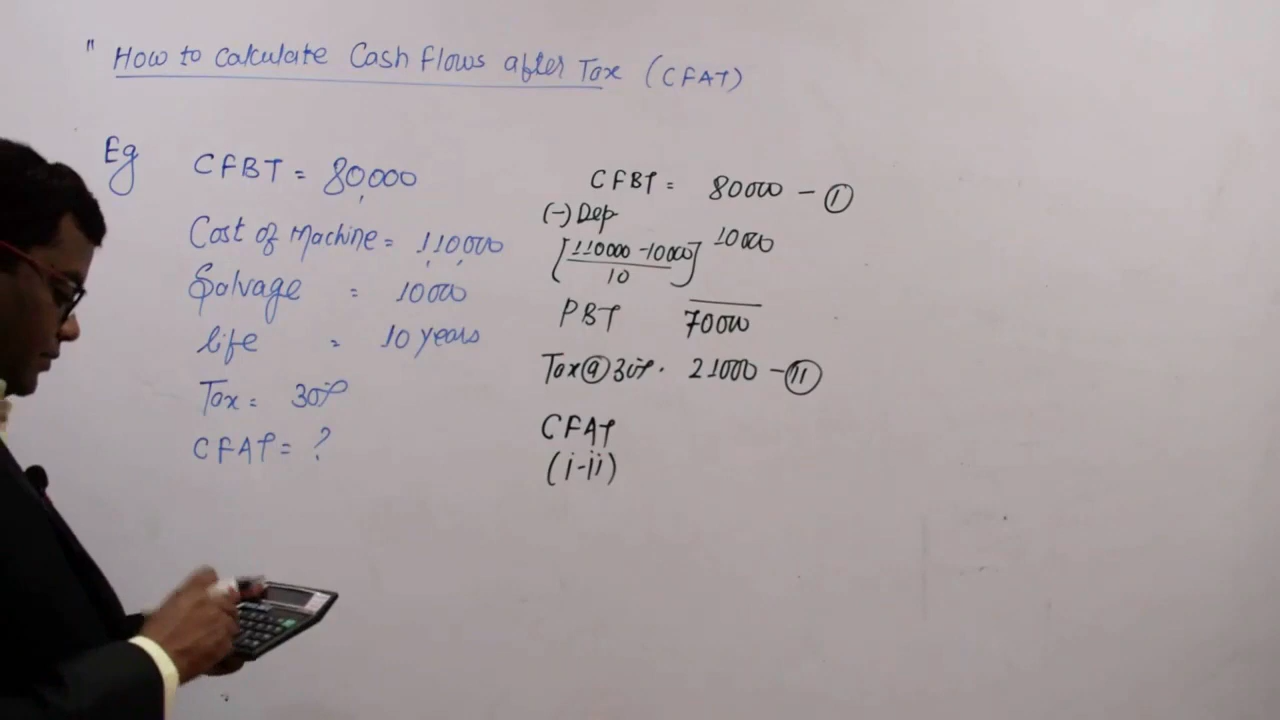 " How to Calculate Cash flows after Tax (CFAT)
Eg CFBT = 80,000
Cost of Machine = 1,10,000
Salvage = 10000
life = 10 years
Tax = 30%
CFAT = ?
CFBT = 80000 - (I)
(-) Dep
[110000 - 10000] 10000
10
PBT 70000
Tax @ 30%. 21000 - (II)
CFAT
(i-ii)